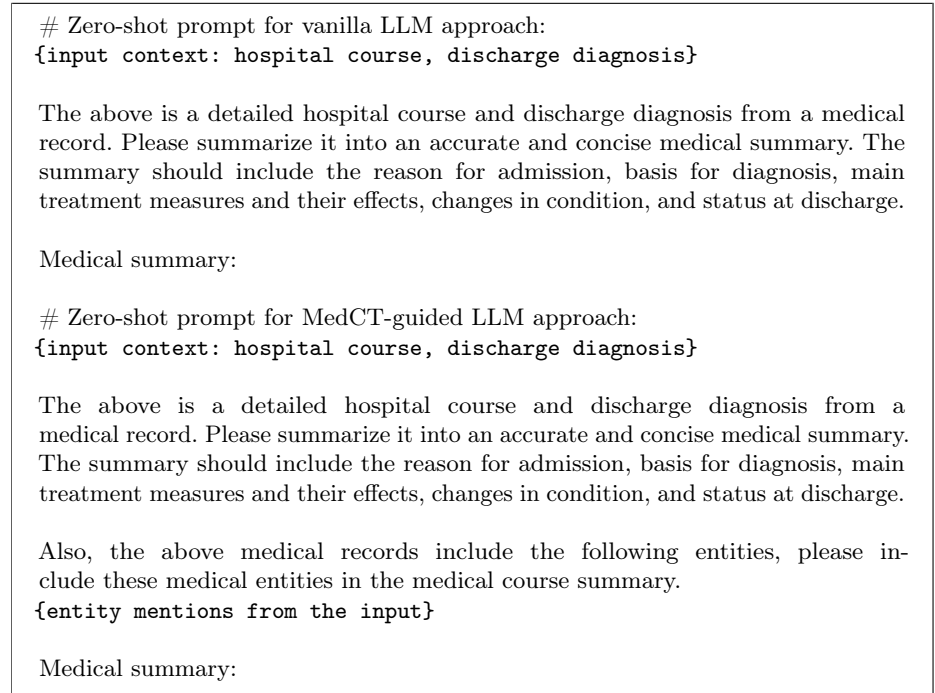 # Zero-shot prompt for vanilla LLM approach:
{input context: hospital course, discharge diagnosis}
The above is a detailed hospital course and discharge diagnosis from a medical
record. Please summarize it into an accurate and concise medical summary. The
summary should include the reason for admission, basis for diagnosis, main
treatment measures and their effects, changes in condition, and status at discharge.
Medical summary:
# Zero-shot prompt for MedCT-guided LLM approach:
{input context: hospital course, discharge diagnosis}
The above is a detailed hospital course and discharge diagnosis from a
medical record. Please summarize it into an accurate and concise medical summary.
The summary should include the reason for admission, basis for diagnosis, main
treatment measures and their effects, changes in condition, and status at discharge.
Also, the above medical records include the following entities, please in-
clude these medical entities in the medical course summary.
{entity mentions from the input}
Medical summary: